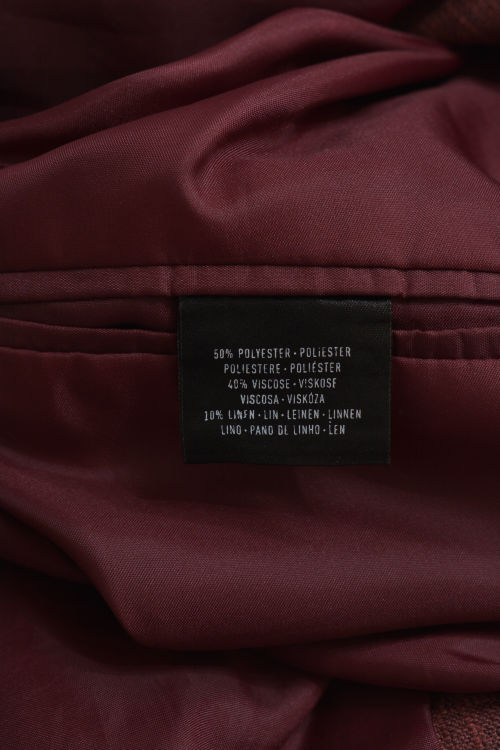 50% POLYESTER · POLIESTER
POLIESTERE · POLIÉSTER
40% VISCOSE · VISKOSE
VISCOSA · VISKÓZA
10% LINEN · LIN · LEINEN · LINNEN
LINO · PANO DE LINHO · LEN